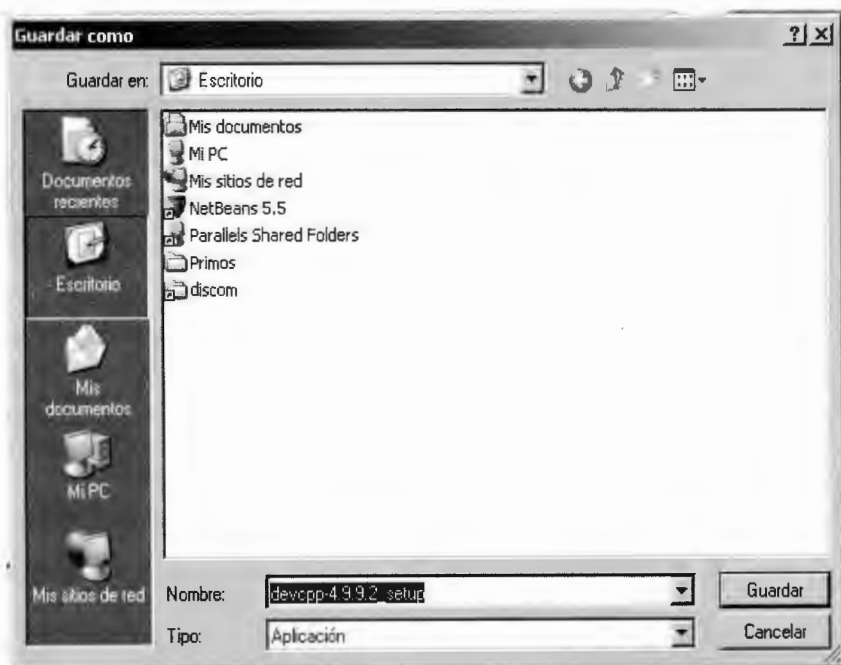 Guardar como
Guardar en: Escritorio
Documentos
recientes
Escritorio
Mis
documentos
Mi PC
Mis sitios de red
Mis documentos
Mi PC
Mis sitios de red
NetBeans 5.5
Parallels Shared Folders
Primos
discom
Nombre: devcpp-4.9.9.2_setup
Guardar
Tipo: Aplicación
Cancelar